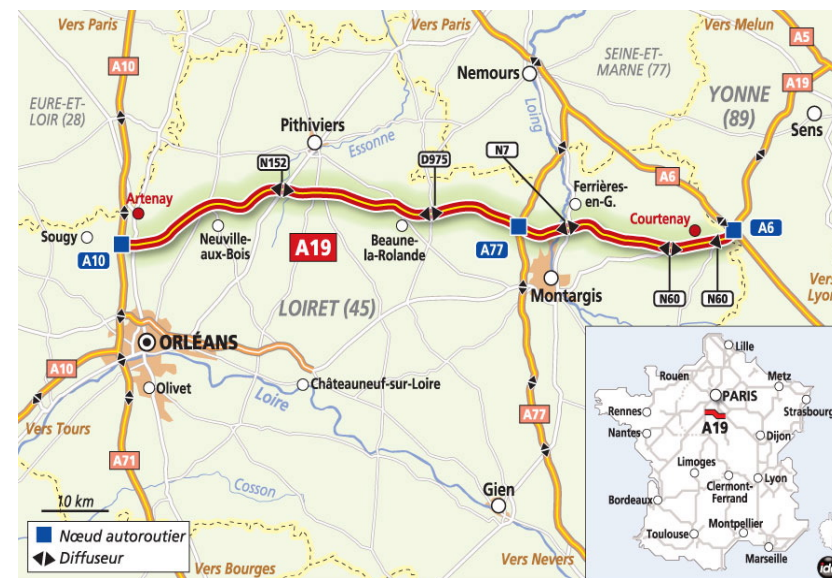 Vers Paris
Vers Paris
Vers Melun
A10
A5
SEINE-ET-
MARNE (77)
Nemours
A19
EURE-ET-
LOIR (28)
YONNE
(89)
Loing
Pithiviers
Sens
Essonne
N152
D975
N7
A6
Artenay
Ferrières-
en-G.
Courtenay
Sougy
Neuville-
aux-Bois
Beaune-
la-Rolande
A10
A19
A77
A6
N60
N60
Montargis
Vers
Lyon
LOIRET (45)
ORLÉANS
A10
Olivet
Châteauneuf-sur-Loire
Loire
Vers Tours
A77
A71
Cosson
Gien
10 km
Nœud autoroutier
Diffuseur
Vers Bourges
Vers Nevers
Lille
Rouen
Metz
PARIS
Rennes
Strasbourg
A19
Nantes
Dijon
Limoges
Lyon
Clermont-
Ferrand
Bordeaux
Toulouse
Montpellier
Marseille